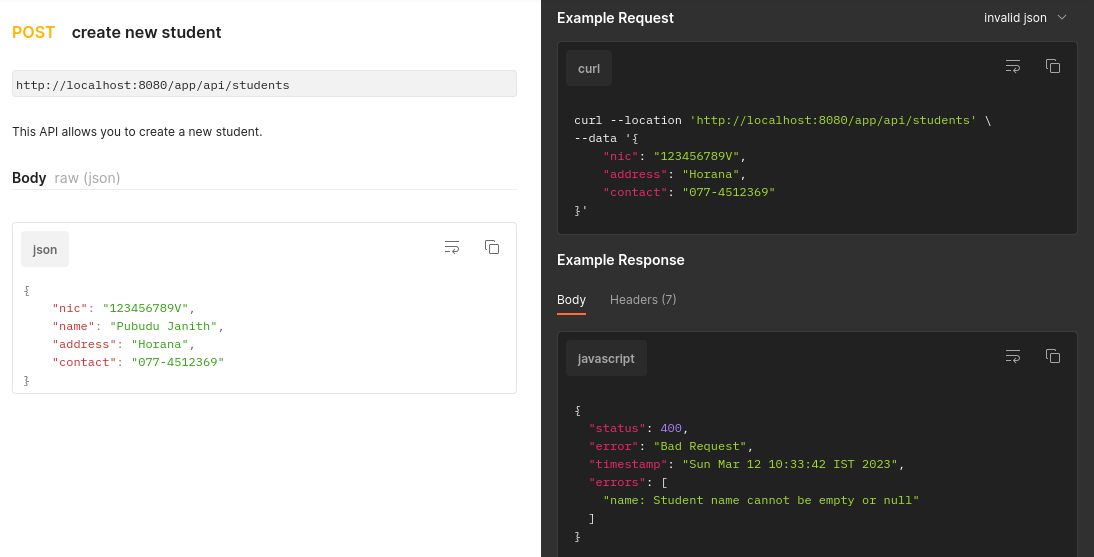 POST create new student
http://localhost:8080/app/api/students
This API allows you to create a new student.
Body raw (json)
json
{
    "nic": "123456789V",
    "name": "Pubudu Janith",
    "address": "Horana",
    "contact": "077-4512369"
}
Example Request
invalid json
curl
curl --location 'http://localhost:8080/app/api/students' \
--data '{
    "nic": "123456789V",
    "address": "Horana",
    "contact": "077-4512369"
}'
Example Response
Body Headers (7)
javascript
{
  "status": 400,
  "error": "Bad Request",
  "timestamp": "Sun Mar 12 10:33:42 IST 2023",
  "errors": [
    "name: Student name cannot be empty or null"
  ]
}